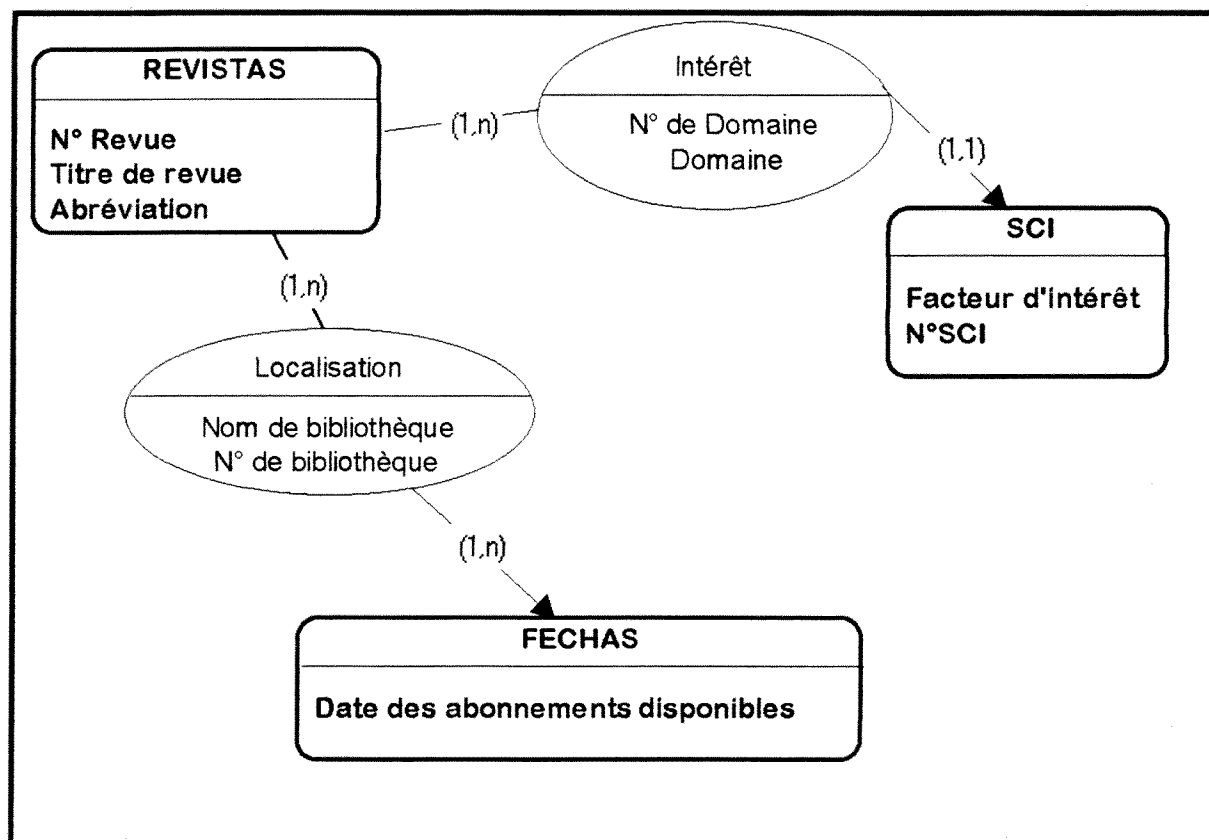 REVISTAS
N° Revue
Titre de revue
Abréviation
(1,n)
Intérêt
N° de Domaine
Domaine
(1,1)
SCI
Facteur d'intérêt
N°SCI
(1,n)
Localisation
Nom de bibliothèque
N° de bibliothèque
(1,n)
FECHAS
Date des abonnements disponibles